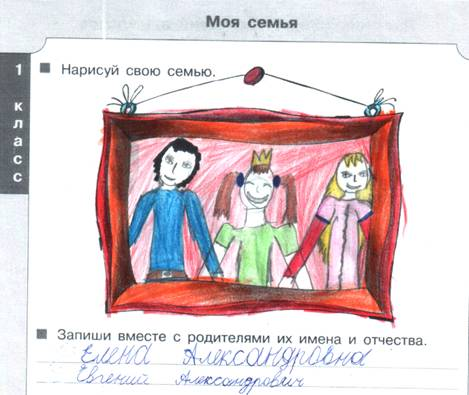 Моя семья
1
класс
Нарисуй свою семью.
Запиши вместе с родителями их имена и отчества.
Елена Александровна
Евгений Александрович